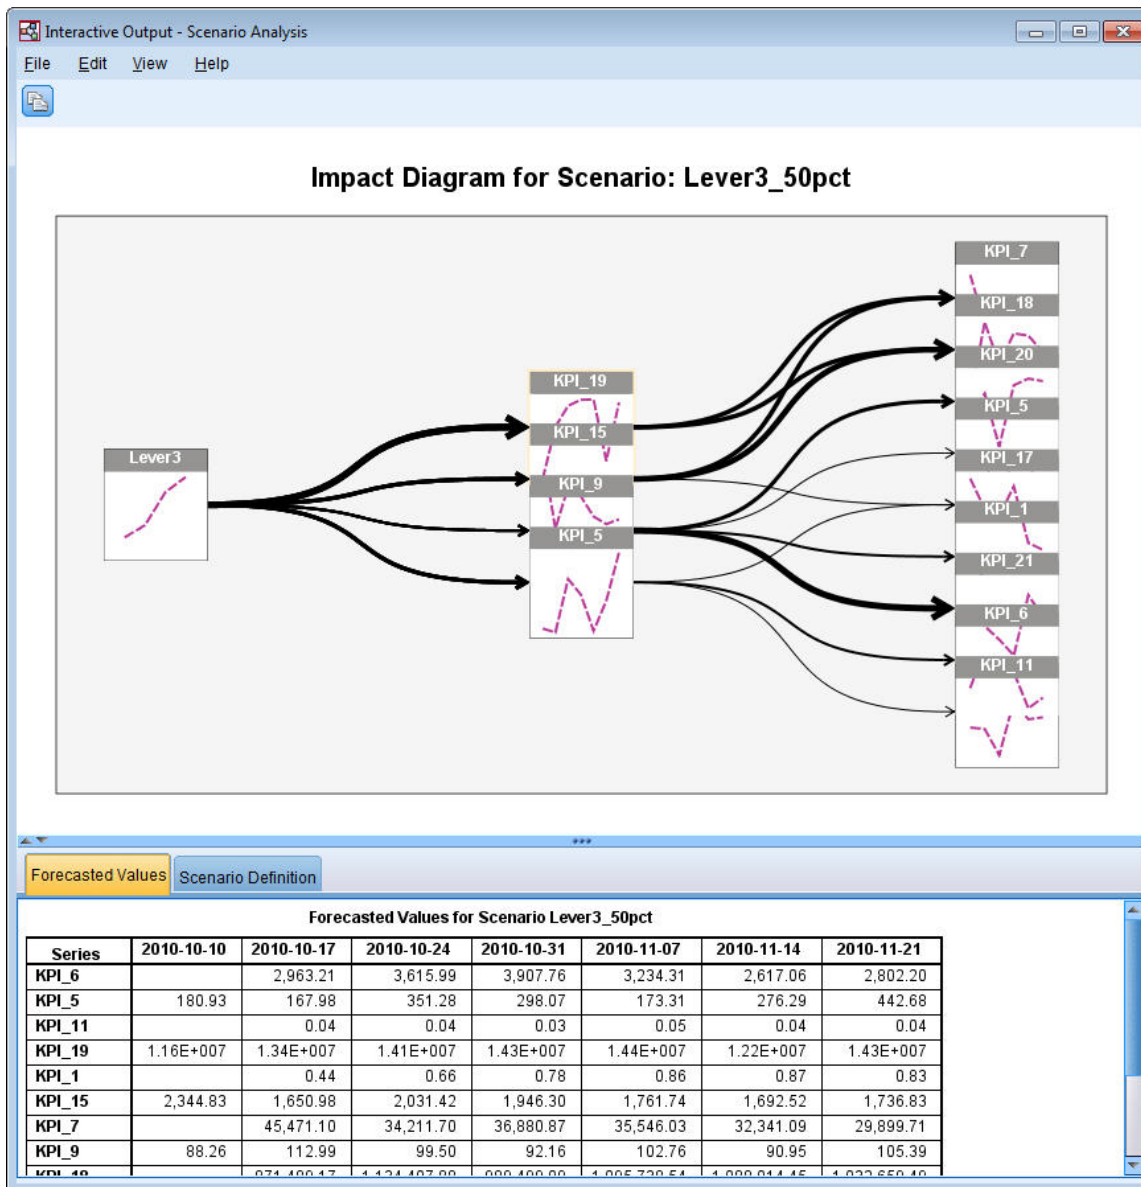 Interactive Output - Scenario Analysis
File Edit View Help
Impact Diagram for Scenario: Lever3_50pct
Lever3
KPI_19
KPI_15
KPI_9
KPI_5
KPI_7
KPI_18
KPI_20
KPI_5
KPI_17
KPI_1
KPI_21
KPI_6
KPI_11
Forecasted Values Scenario Definition
Forecasted Values for Scenario Lever3_50pct
Series 2010-10-10 2010-10-17 2010-10-24 2010-10-31 2010-11-07 2010-11-14 2010-11-21
KPI_6 2,963.21 3,615.99 3,907.76 3,234.31 2,617.06 2,802.20
KPI_5 180.93 167.98 351.28 298.07 173.31 276.29 442.68
KPI_11 0.04 0.04 0.03 0.05 0.04 0.04
KPI_19 1.16E+007 1.34E+007 1.41E+007 1.43E+007 1.44E+007 1.22E+007 1.43E+007
KPI_1 0.44 0.66 0.78 0.86 0.87 0.83
KPI_15 2,344.83 1,650.98 2,031.42 1,946.30 1,761.74 1,692.52 1,736.83
KPI_7 45,471.10 34,211.70 36,880.87 35,546.03 32,341.09 29,899.71
KPI_9 88.26 112.99 99.50 92.16 102.76 90.95 105.39
KPI_18